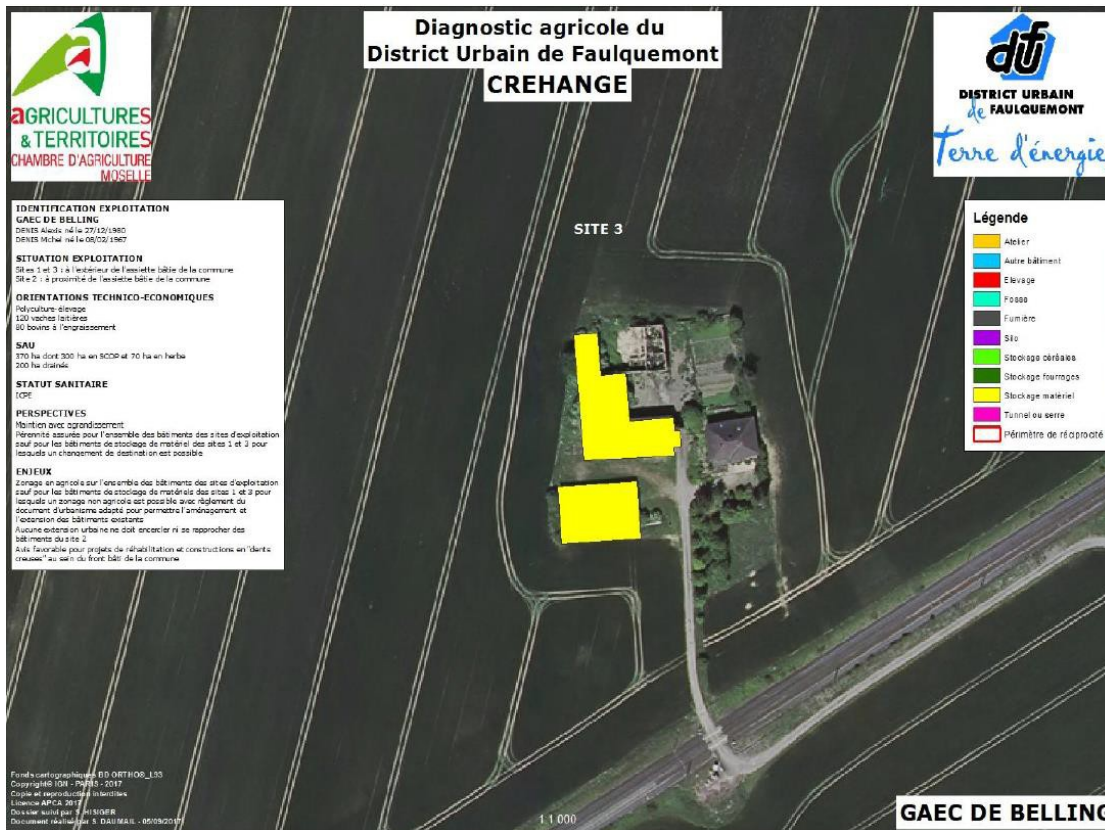 Diagnostic agricole du
District Urbain de Faulquemont
CREHANGE
aGRICULTURES
& TERRITOIRES
CHAMBRE D'AGRICULTURE
MOSELLE
duf
DISTRICT URBAIN
de FAULQUEMONT
Terre d'énergie
IDENTIFICATION EXPLOITATION
GAEC DE BELLING
DENIS Alexis né le 27/12/1980
DENIS Michel né le 08/02/1967
SITUATION EXPLOITATION
Sites 1 et 3 : à l'extérieur de l'assiette bâtie de la commune
Site 2 : à proximité de l'assiette bâtie de la commune
ORIENTATIONS TECHNICO-ECONOMIQUES
Polyculture-élevage
120 vaches laitières
80 bovins à l'engraissement
SAU
370 ha dont 300 ha en SCOP et 70 ha en herbe
200 ha drainés
STATUT SANITAIRE
ICPE
PERSPECTIVES
Maintien avec agrandissement
Pérennité assurée pour l'ensemble des bâtiments des sites d'exploitation
sauf pour les bâtiments de stockage de matériel des sites 1 et 3 pour
lesquels un changement de destination est possible
ENJEUX
Zonage en agricole sur l'ensemble des bâtiments des sites d'exploitation
sauf pour les bâtiments de stockage de matériels des sites 1 et 3 pour
lesquels un zonage non agricole est possible avec règlement du
document d'urbanisme adapté pour permettre l'aménagement et
l'extension des bâtiments existants
Aucune extension urbaine ne doit encercler ni se rapprocher des
bâtiments du site 2
Avis favorable pour projets de réhabilitation et constructions en "dents
creuses" au sein du front bâti de la commune
SITE 3
Légende
Atelier
Autre bâtiment
Elevage
Fosse
Fumière
Silo
Stockage céréales
Stockage fourrages
Stockage matériel
Tunnel ou serre
Périmètre de réciprocité
Fonds cartographiques BD ORTHO®_L93
Copyright® IGN - PARIS - 2017
Copie et reproduction interdites
Licence APCA 2017
Dossier suivi par S. HISIGER
Document réalisé par S. DAUMAIL - 05/09/2017
1:1 000
GAEC DE BELLING